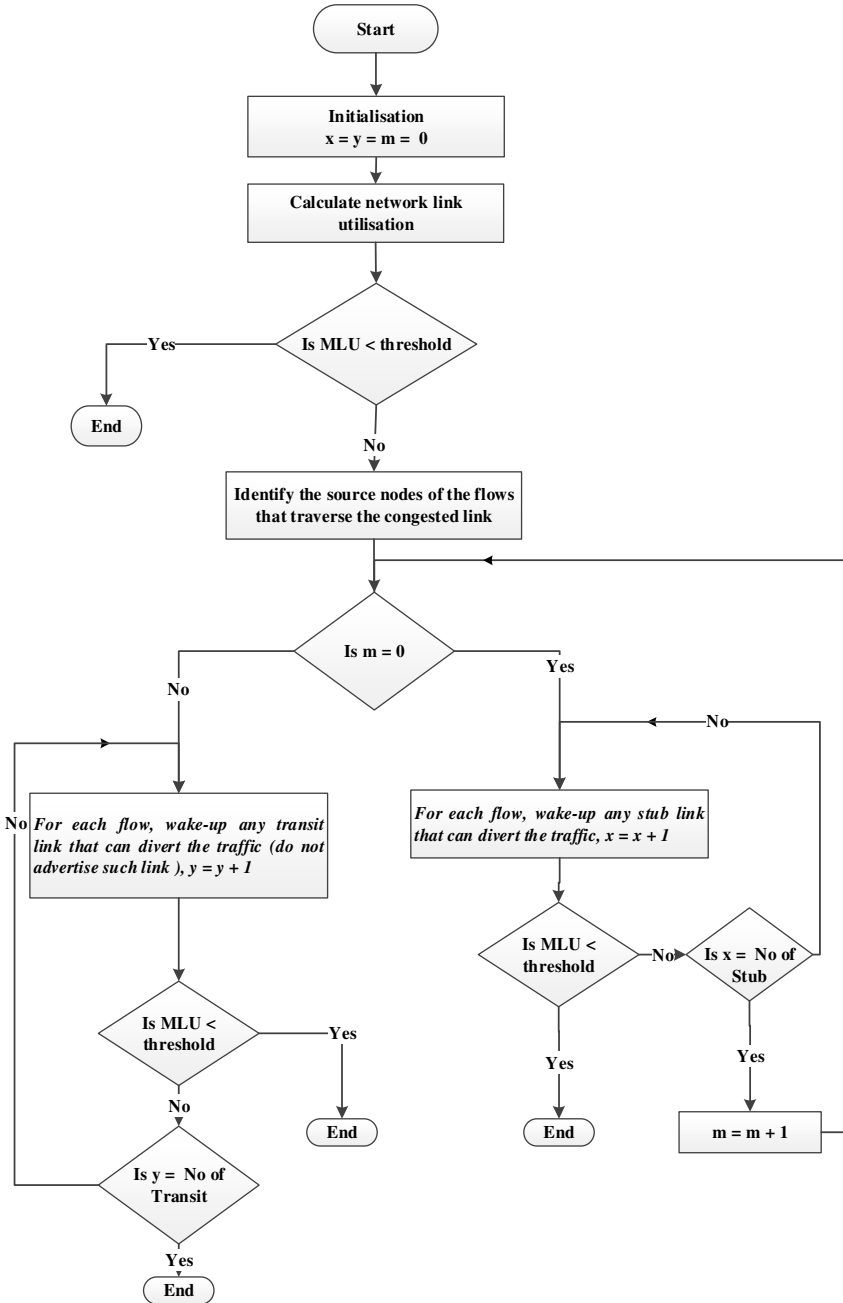 Start
Initialisation
x = y = m = 0
Calculate network link
utilisation
Is MLU < threshold
Yes
End
No
Identify the source nodes of the flows
that traverse the congested link
Is m = 0
No
Yes
No
For each flow, wake-up any transit
link that can divert the traffic (do not
advertise such link ), y = y + 1
No
For each flow, wake-up any stub link
that can divert the traffic, x = x + 1
Is MLU <
threshold
No
Is x = No of
Stub
Is MLU <
threshold
Yes
Yes
Yes
No
End
End
m = m + 1
Is y = No of
Transit
Yes
End